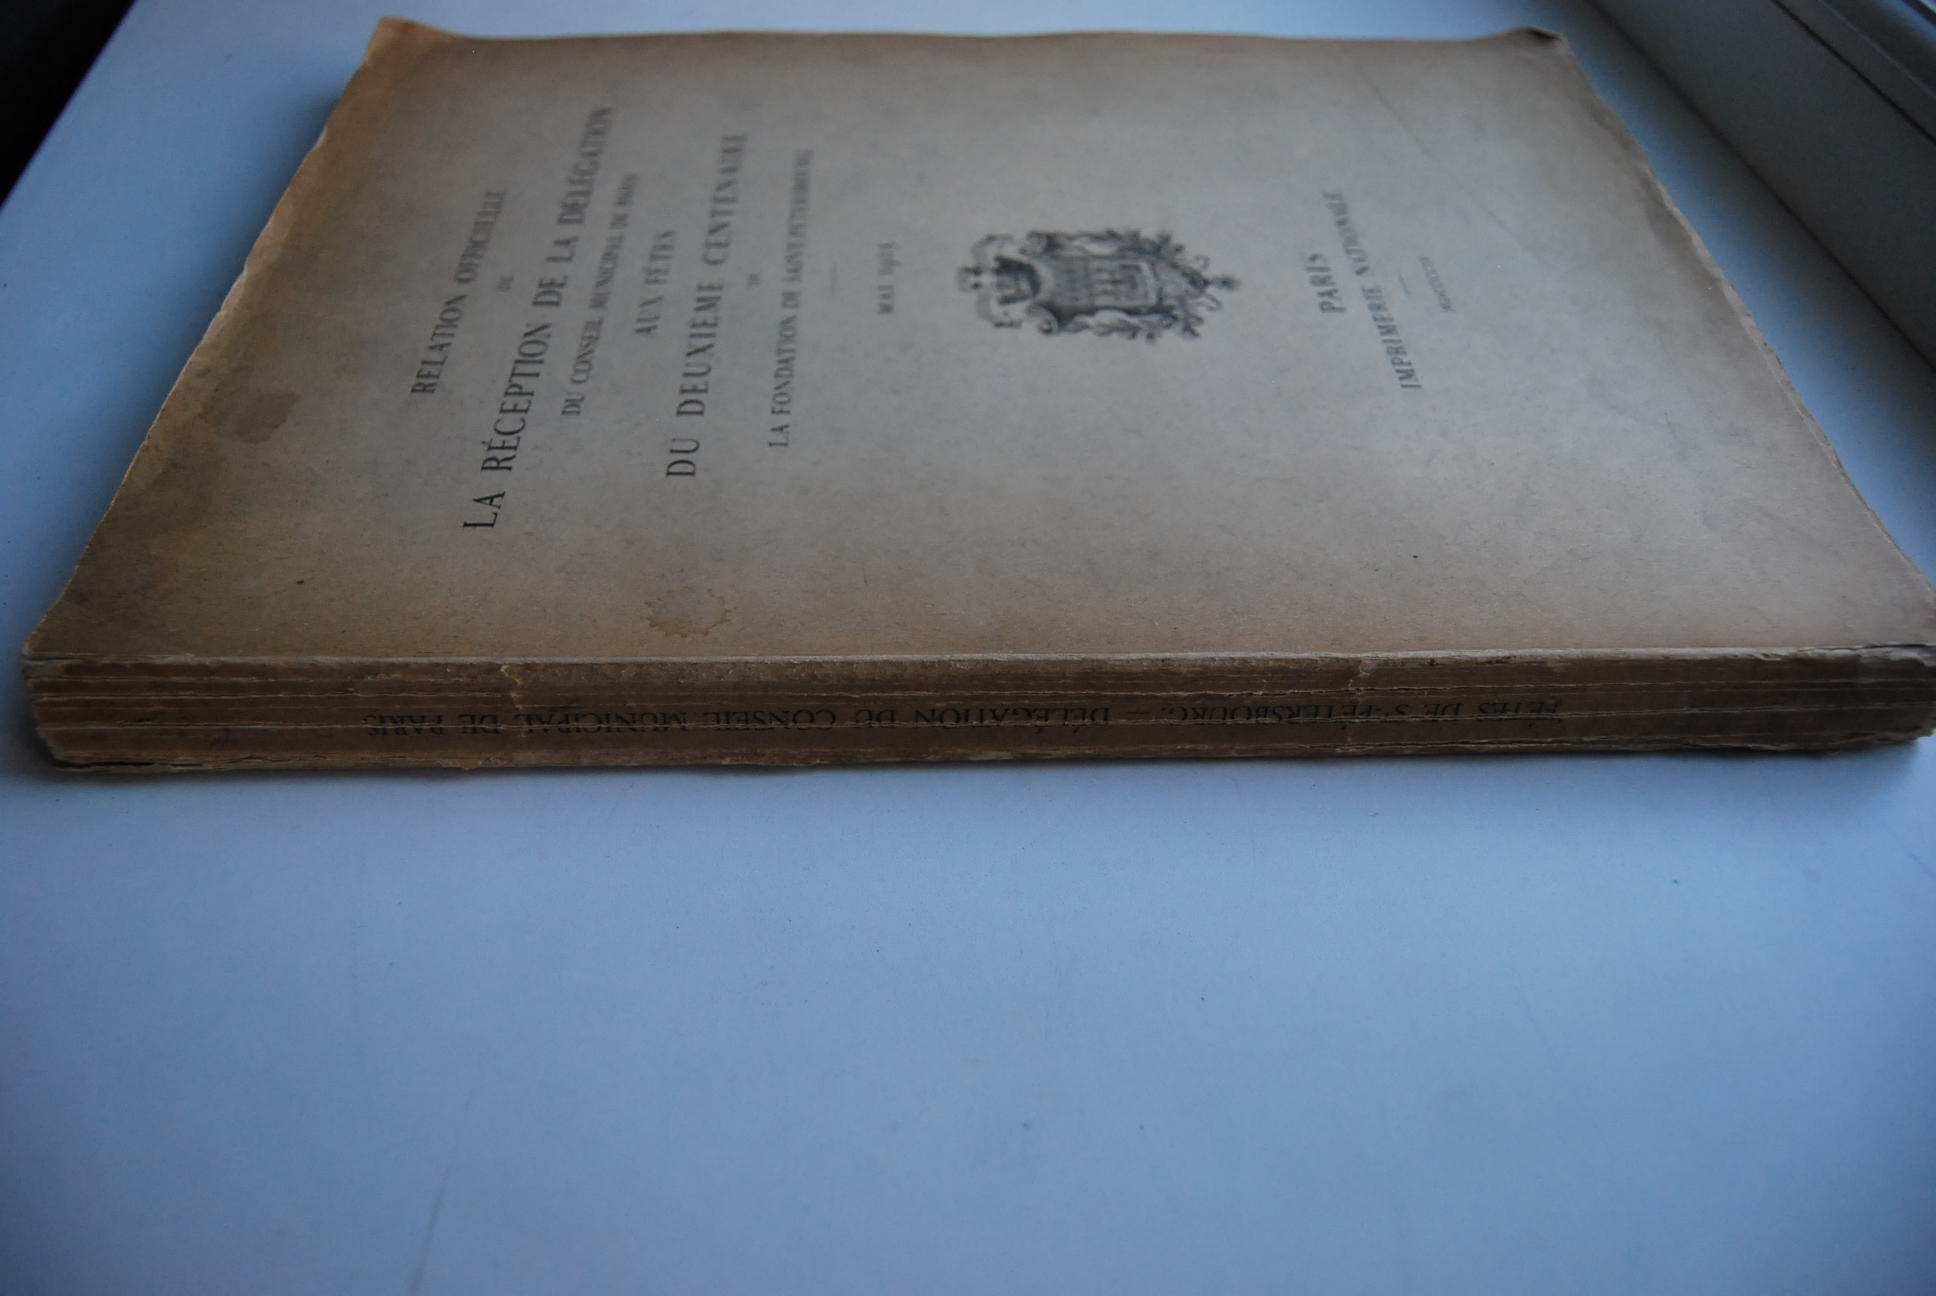 RELATION OFFICIELLE
DE
LA RÉCEPTION DE LA DÉLÉGATION
DU CONSEIL MUNICIPAL DE PARIS
AUX FÊTES
DU DEUXIÈME CENTENAIRE
DE
LA FONDATION DE SAINT-PÉTERSBOURG
MAI 1903
PARIS
IMPRIMERIE NATIONALE
FÊTES DE ST-PÉTERSBOURG. — DÉLÉGATION DU CONSEIL MUNICIPAL DE PARIS